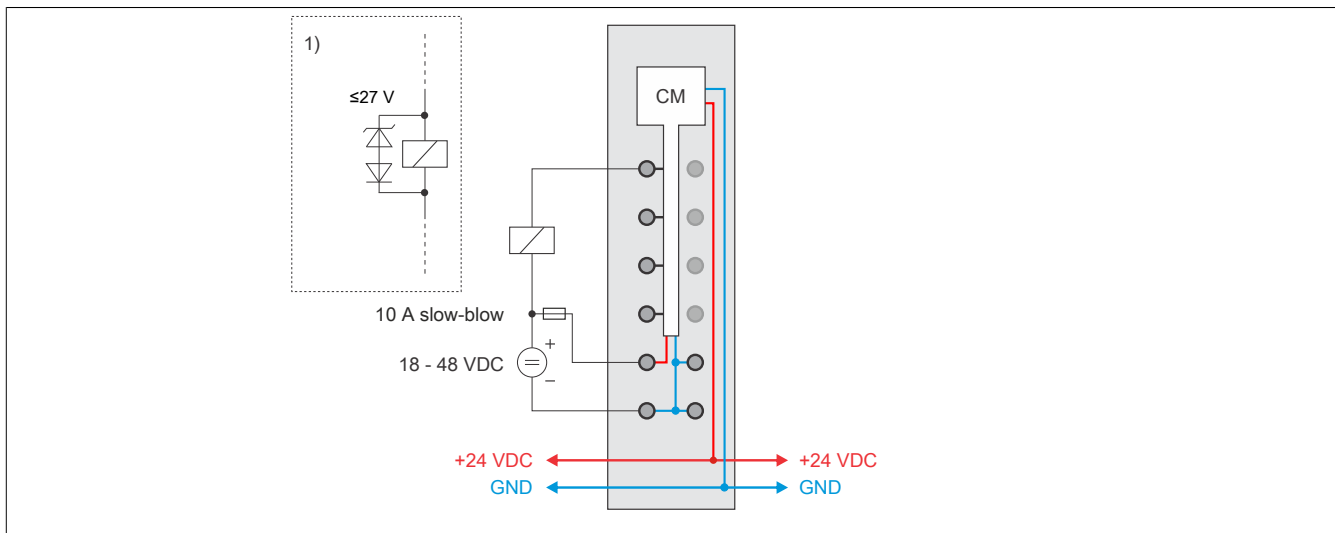 1)
≤27 V
CM
10 A slow-blow
18 - 48 VDC
+
–
+24 VDC
+24 VDC
GND
GND